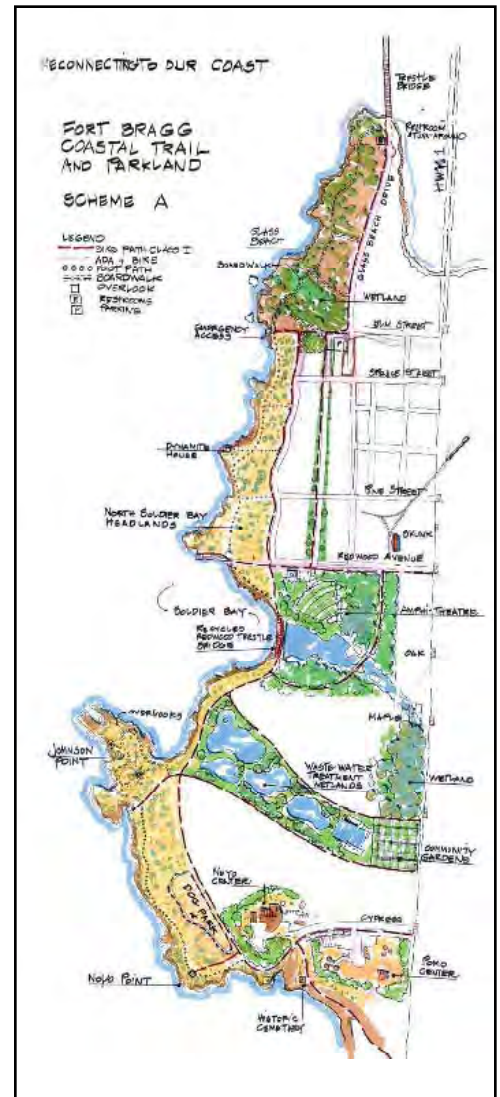 RECONNECTING TO OUR COAST
FORT BRAGG
COASTAL TRAIL
AND PARKLAND
SCHEME A
LEGEND
BIKE PATH CLASS I
ADA & BIKE
FOOT PATH
BOARDWALK
OVERLOOK
R RESTROOMS
P PARKING
TRESTLE
BRIDGE
RESTROOM
HWY 1
GLASS BEACH DRIVE
GLASS
BEACH
BOARDWALK
WETLAND
ELM STREET
EMERGENCY
ACCESS
P
SPRUCE STREET
DYNAMITE
HOUSE
PINE STREET
NORTH SOLDIER BAY
HEADLANDS
SKUNK
REDWOOD AVENUE
SOLDIER BAY
AMPHI-THEATRE
RECYCLED
REDWOOD TRESTLE
BRIDGE
OAK
MAPLE
OVERLOOKS
JOHNSON
POINT
WASTE WATER
TREATMENT
WETLANDS
WETLAND
COMMUNITY
GARDENS
NOYO
CENTER
CYPRESS
DOG PARK
NOYO POINT
POMO
CENTER
HISTORIC
CEMETERY